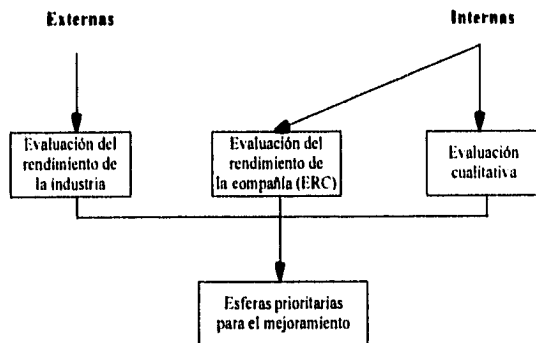 Externas
Internas
Evaluación del
rendimiento de
la industria
Evaluación del
rendimiento de
la compañía (ERC)
Evaluación
cualitativa
Esferas prioritarias
para el mejoramiento